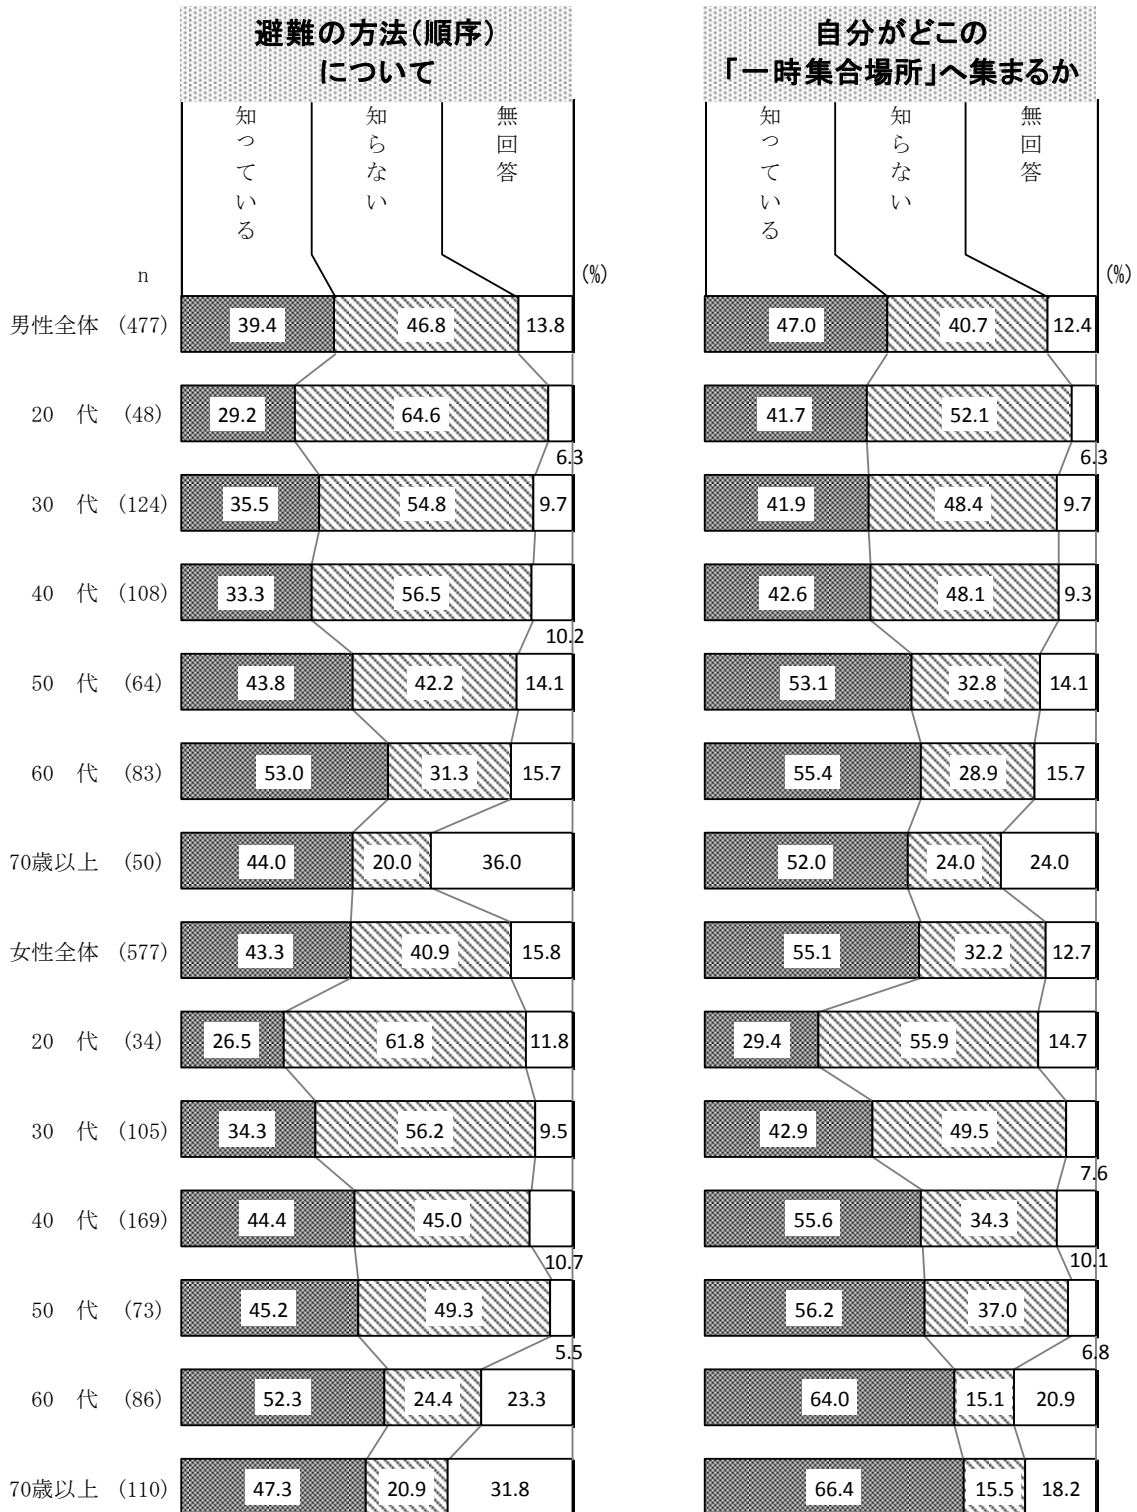 避難の方法（順序）
について
自分がどこの
「一時集合場所」へ集まるか
知っている
知らない
無回答
知っている
知らない
無回答
n
(%)
(%)
男性全体 (477) 39.4 46.8 13.8 47.0 40.7 12.4
20 代 (48) 29.2 64.6 6.3 41.7 52.1 6.3
30 代 (124) 35.5 54.8 9.7 41.9 48.4 9.7
40 代 (108) 33.3 56.5 10.2 42.6 48.1 9.3
50 代 (64) 43.8 42.2 14.1 53.1 32.8 14.1
60 代 (83) 53.0 31.3 15.7 55.4 28.9 15.7
70歳以上 (50) 44.0 20.0 36.0 52.0 24.0 24.0
女性全体 (577) 43.3 40.9 15.8 55.1 32.2 12.7
20 代 (34) 26.5 61.8 11.8 29.4 55.9 14.7
30 代 (105) 34.3 56.2 9.5 42.9 49.5 7.6
40 代 (169) 44.4 45.0 10.7 55.6 34.3 10.1
50 代 (73) 45.2 49.3 5.5 56.2 37.0 6.8
60 代 (86) 52.3 24.4 23.3 64.0 15.1 20.9
70歳以上 (110) 47.3 20.9 31.8 66.4 15.5 18.2